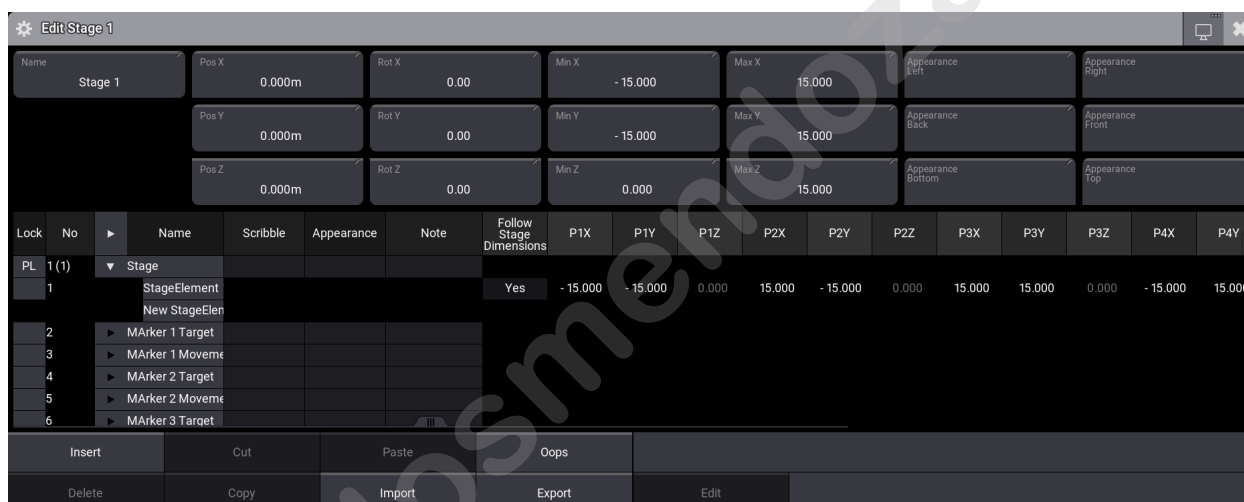 Edit Stage 1
Name Pos X Rot X Min X Max X Appearance Left Appearance Right
Stage 1 0.000m 0.00 - 15.000 15.000
Pos Y Rot Y Min Y Max Y Appearance Back Appearance Front
0.000m 0.00 - 15.000 15.000
Pos Z Rot Z Min Z Max Z Appearance Bottom Appearance Top
0.000m 0.00 0.000 15.000
Lock No Name Scribble Appearance Note Follow Stage Dimensions P1X P1Y P1Z P2X P2Y P2Z P3X P3Y P3Z P4X P4Y
PL 1 (1) Stage
1 StageElement Yes - 15.000 - 15.000 0.000 15.000 - 15.000 0.000 15.000 15.000 0.000 - 15.000 15.00
New StageElen
2 MArker 1 Target
3 MArker 1 Moveme
4 MArker 2 Target
5 MArker 2 Moveme
6 MArker 3 Target
Insert Cut Paste Oops
Delete Copy Import Export Edit
osmendoza